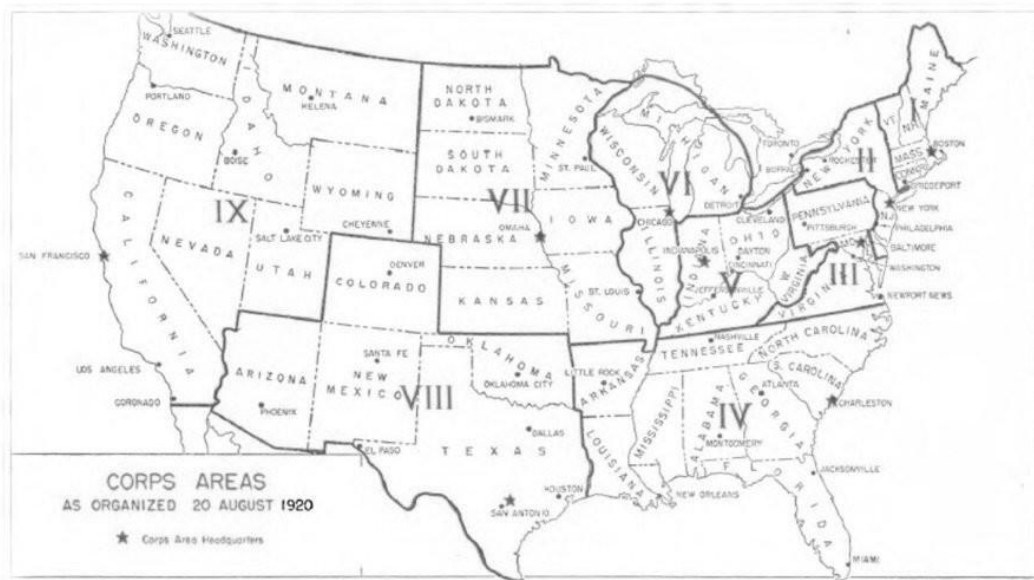 SEATTLE
WASHINGTON
PORTLAND
OREGON
IDAHO
BOISE
MONTANA
HELENA
WYOMING
CHEYENNE
IX
NEVADA
SALT LAKE CITY
UTAH
CALIFORNIA
SAN FRANCISCO
LOS ANGELES
CORONADO
NORTH
DAKOTA
BISMARK
SOUTH
DAKOTA
MINNESOTA
ST. PAUL
VII
OMAHA
NEBRASKA
IOWA
KANSAS
MISSOURI
ST. LOUIS
DENVER
COLORADO
ARIZONA
PHOENIX
SANTA FE
NEW
MEXICO
VIII
OKLAHOMA
OKLAHOMA CITY
TEXAS
DALLAS
EL PASO
HOUSTON
SAN ANTONIO
WISCONSIN
MICHIGAN
VI
DETROIT
CHICAGO
ILLINOIS
INDIANAPOLIS
INDIANA
OHIO
CLEVELAND
DAYTON
CINCINNATI
V
JEFFERSONVILLE
KENTUCKY
W.
VIRGINIA
MAINE
VT.
N.H.
MASS
BOSTON
CONN
BRIDGEPORT
TORONTO
BUFFALO
ROCHESTER
NEW YORK
II
NEW YORK
N.J.
PENNSYLVANIA
PITTSBURGH
PHILADELPHIA
MD
BALTIMORE
WASHINGTON
III
VIRGINIA
NEWPORT NEWS
NASHVILLE
TENNESSEE
NORTH CAROLINA
S. CAROLINA
CHARLESTON
LITTLE ROCK
ARKANSAS
LOUISIANA
MISSISSIPPI
ALABAMA
IV
MONTGOMERY
ATLANTA
GEORGIA
NEW ORLEANS
JACKSONVILLE
FLORIDA
MIAMI
CORPS AREAS
AS ORGANIZED 20 AUGUST 1920
★ Corps Area Headquarters